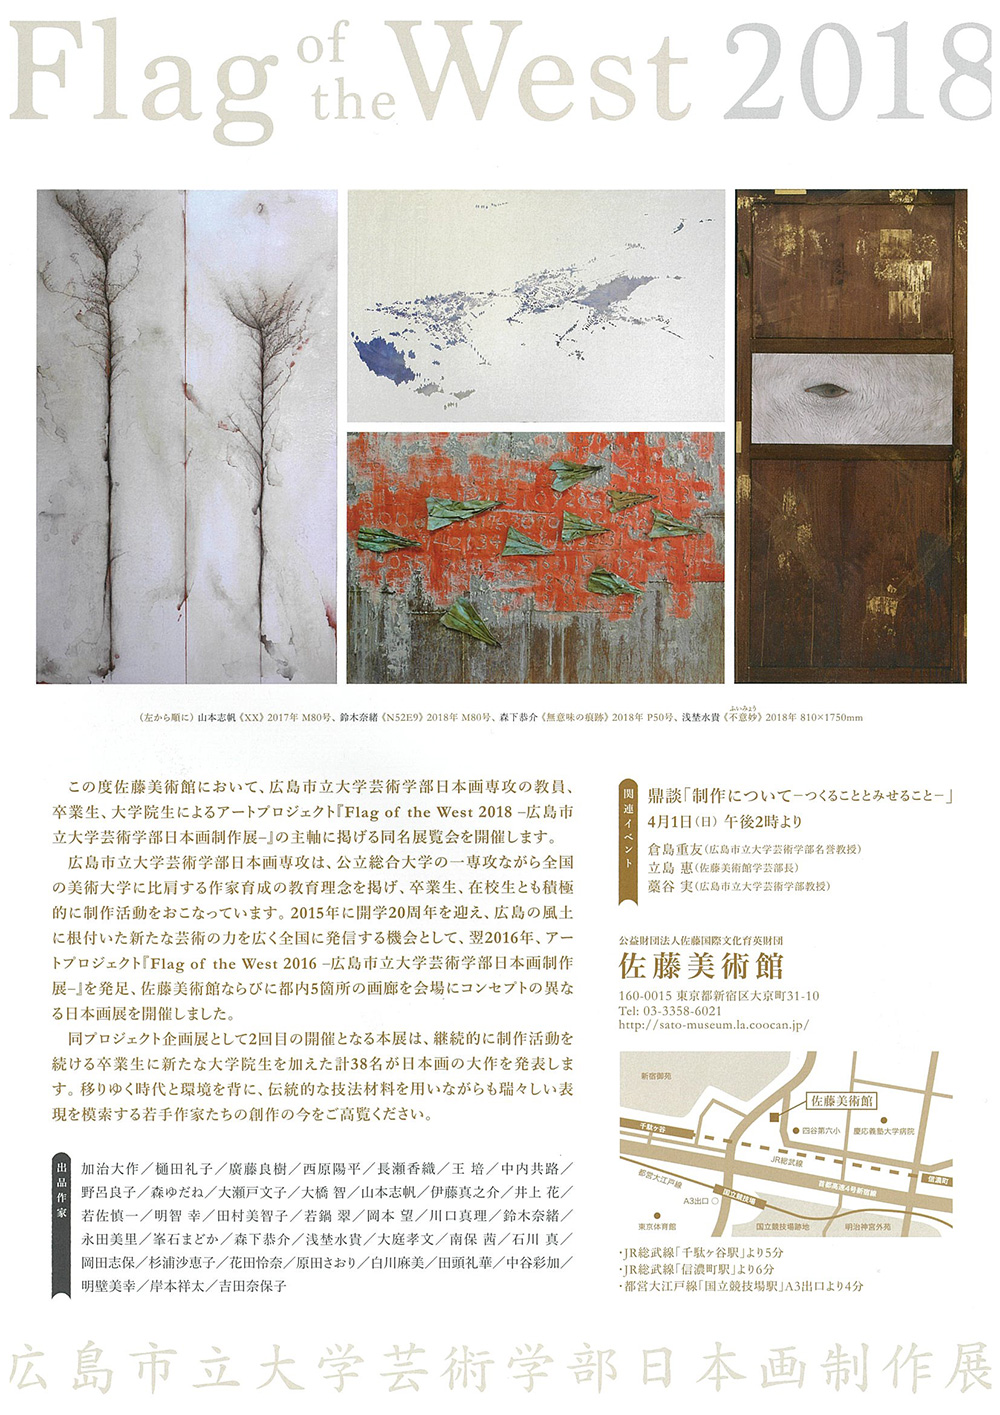 Flag of the West 2018
(左から順に) 山本志帆《XX》2017年 M80号、鈴木奈緒《N52E9》2018年 M80号、森下恭介《無意味の痕跡》2018年 P50号、浅埜水貴《不意妙》2018年 810×1750mm
ふいみょう
この度佐藤美術館において、広島市立大学芸術学部日本画専攻の教員、
卒業生、大学院生によるアートプロジェクト『Flag of the West 2018 –広島市
立大学芸術学部日本画制作展–』の主軸に掲げる同名展覧会を開催します。
広島市立大学芸術学部日本画専攻は、公立総合大学の一専攻ながら全国
の美術大学に比肩する作家育成の教育理念を掲げ、卒業生、在校生とも積極
的に制作活動をおこなっています。2015年に開学20周年を迎え、広島の風土
に根付いた新たな芸術の力を広く全国に発信する機会として、翌2016年、アー
トプロジェクト『Flag of the West 2016 –広島市立大学芸術学部日本画制作
展–』を発足、佐藤美術館ならびに都内5箇所の画廊を会場にコンセプトの異な
る日本画展を開催しました。
同プロジェクト企画展として2回目の開催となる本展は、継続的に制作活動を
続ける卒業生に新たな大学院生を加えた計38名が日本画の大作を発表しま
す。移りゆく時代と環境を背に、伝統的な技法材料を用いながらも瑞々しい表
現を模索する若手作家たちの創作の今をご高覧ください。
出品作家
加治大作／樋田礼子／廣藤良樹／西原陽平／長瀬香織／王 培／中内共路／
野呂良子／森ゆだね／大瀬戸文子／大橋 智／山本志帆／伊藤真之介／井上 花／
若佐慎一／明智 幸／田村美智子／若鍋 翠／岡本 望／川口真理／鈴木奈緒／
永田美里／峯石まどか／森下恭介／浅埜水貴／大庭孝文／南保 茜／石川 真／
岡田志保／杉浦沙恵子／花田怜奈／原田さおり／白川麻美／田頭礼華／中谷彩加／
明壁美幸／岸本祥太／吉田奈保子
関連イベント
鼎談「制作について−つくることとみせること−」
4月1日(日) 午後2時より
倉島重友(広島市立大学芸術学部名誉教授)
立島 惠(佐藤美術館学芸部長)
藁谷 実(広島市立大学芸術学部教授)
公益財団法人佐藤国際文化育英財団
佐藤美術館
160-0015 東京都新宿区大京町31-10
Tel: 03-3358-6021
http://sato-museum.la.coocan.jp/
新宿御苑
佐藤美術館
千駄ヶ谷
四谷第六小
慶応義塾大学病院
JR総武線
都営大江戸線
首都高速4号新宿線
信濃町
A3出口
国立競技場
東京体育館
国立競技場跡地
明治神宮外苑
・JR総武線「千駄ヶ谷駅」より5分
・JR総武線「信濃町駅」より6分
・都営大江戸線「国立競技場駅」A3出口より4分
広島市立大学芸術学部日本画制作展